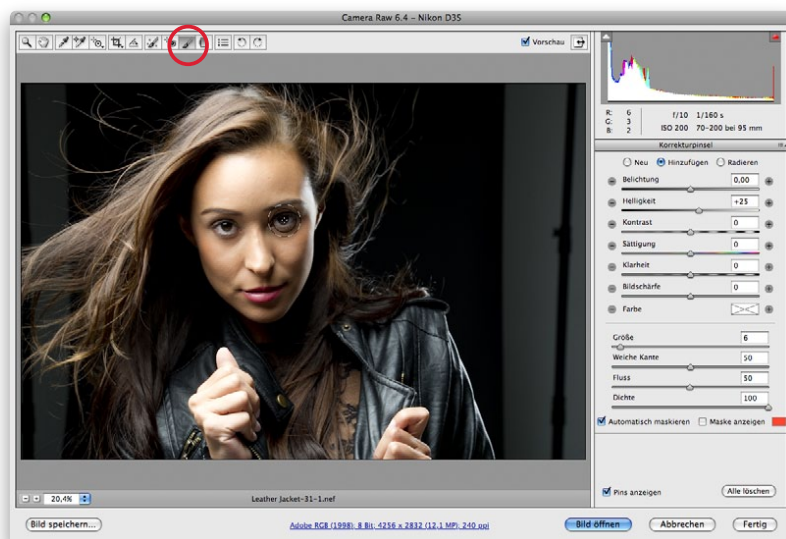 Camera Raw 6.4 – Nikon D3S
Vorschau
R: 6
G: 3
B: 2
f/10 1/160 s
ISO 200 70–200 bei 95 mm
Korrekturpinsel
Neu Hinzufügen Radieren
Belichtung 0,00
Helligkeit +25
Kontrast 0
Sättigung 0
Klarheit 0
Bildschärfe 0
Farbe
Größe 6
Weiche Kante 50
Fluss 50
Dichte 100
Automatisch maskieren Maske anzeigen
Pins anzeigen Alle löschen
20,4% Leather Jacket-31-1.nef
Bild speichern... Adobe RGB (1998); 8 Bit; 4256 x 2832 (12,1 MP); 240 ppi Bild öffnen Abbrechen Fertig